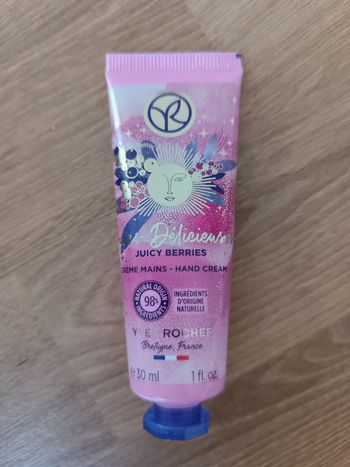 Délicieus
JUICY BERRIES
CRÈME MAINS - HAND CREAM
NATURAL ORIGIN INGREDIENTS
98%
INGRÉDIENTS
D'ORIGINE
NATURELLE
Y E ROCHER
Bretagne, France
e 30 ml 1 fl. oz.